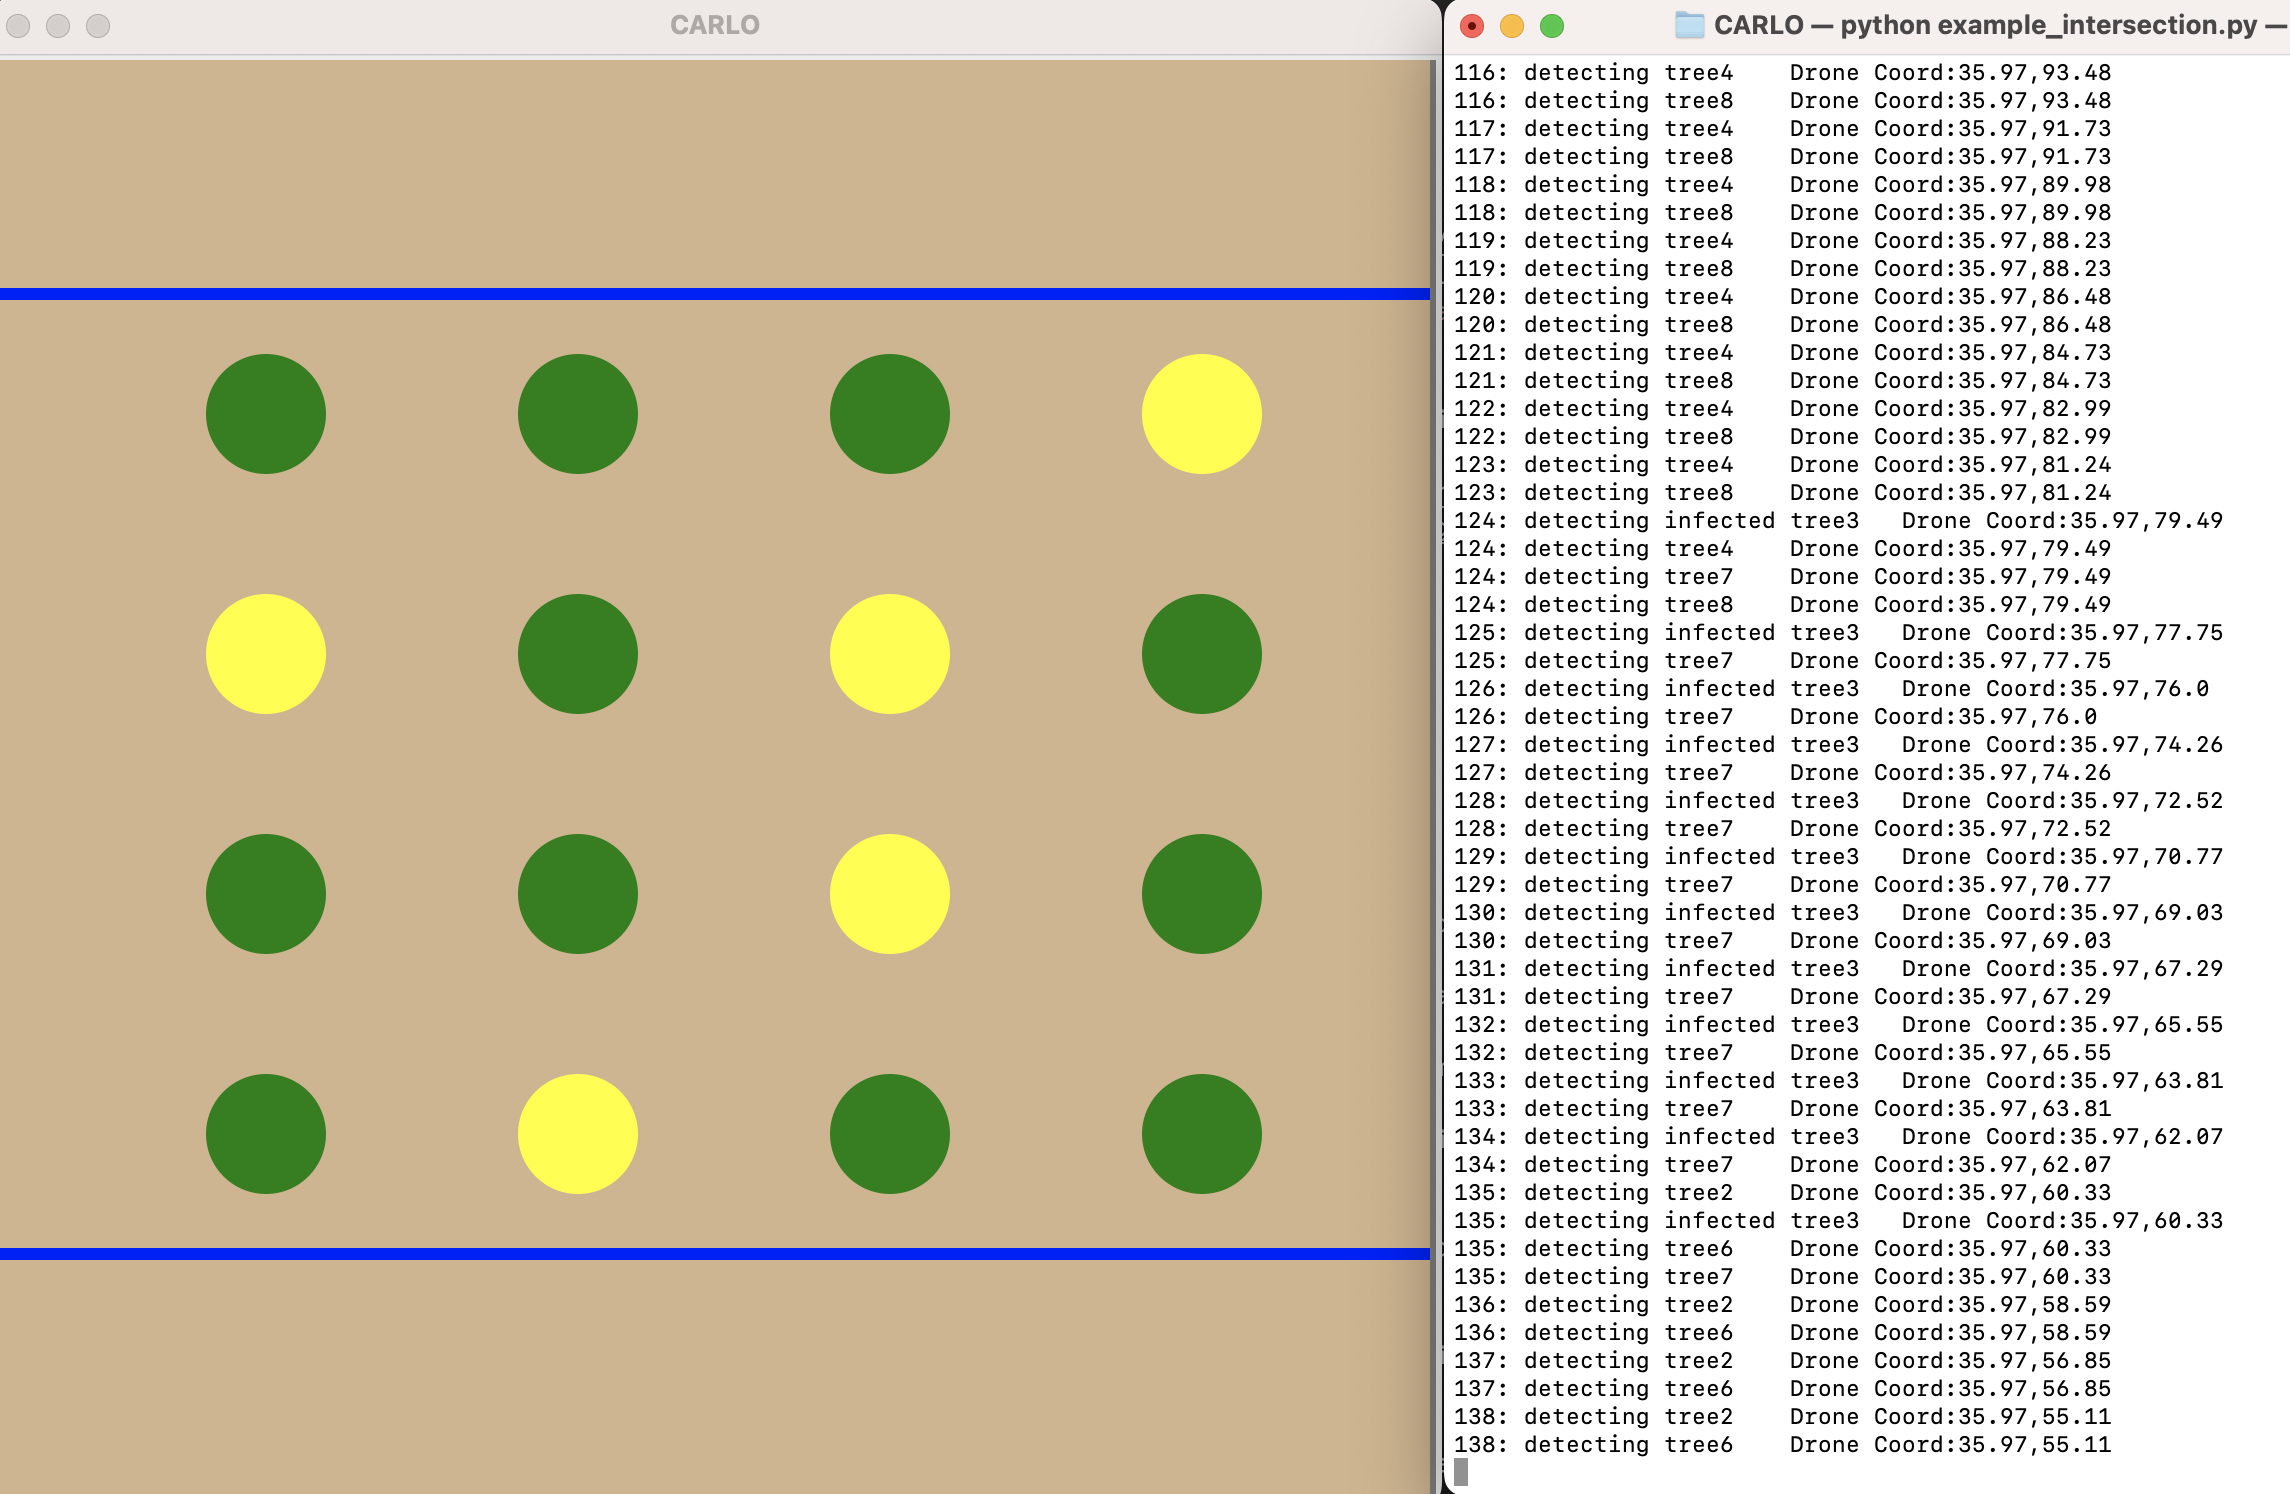 CARLO
CARLO — python example_intersection.py —
116: detecting tree4    Drone Coord:35.97,93.48
116: detecting tree8    Drone Coord:35.97,93.48
117: detecting tree4    Drone Coord:35.97,91.73
117: detecting tree8    Drone Coord:35.97,91.73
118: detecting tree4    Drone Coord:35.97,89.98
118: detecting tree8    Drone Coord:35.97,89.98
119: detecting tree4    Drone Coord:35.97,88.23
119: detecting tree8    Drone Coord:35.97,88.23
120: detecting tree4    Drone Coord:35.97,86.48
120: detecting tree8    Drone Coord:35.97,86.48
121: detecting tree4    Drone Coord:35.97,84.73
121: detecting tree8    Drone Coord:35.97,84.73
122: detecting tree4    Drone Coord:35.97,82.99
122: detecting tree8    Drone Coord:35.97,82.99
123: detecting tree4    Drone Coord:35.97,81.24
123: detecting tree8    Drone Coord:35.97,81.24
124: detecting infected tree3   Drone Coord:35.97,79.49
124: detecting tree4    Drone Coord:35.97,79.49
124: detecting tree7    Drone Coord:35.97,79.49
124: detecting tree8    Drone Coord:35.97,79.49
125: detecting infected tree3   Drone Coord:35.97,77.75
125: detecting tree7    Drone Coord:35.97,77.75
126: detecting infected tree3   Drone Coord:35.97,76.0
126: detecting tree7    Drone Coord:35.97,76.0
127: detecting infected tree3   Drone Coord:35.97,74.26
127: detecting tree7    Drone Coord:35.97,74.26
128: detecting infected tree3   Drone Coord:35.97,72.52
128: detecting tree7    Drone Coord:35.97,72.52
129: detecting infected tree3   Drone Coord:35.97,70.77
129: detecting tree7    Drone Coord:35.97,70.77
130: detecting infected tree3   Drone Coord:35.97,69.03
130: detecting tree7    Drone Coord:35.97,69.03
131: detecting infected tree3   Drone Coord:35.97,67.29
131: detecting tree7    Drone Coord:35.97,67.29
132: detecting infected tree3   Drone Coord:35.97,65.55
132: detecting tree7    Drone Coord:35.97,65.55
133: detecting infected tree3   Drone Coord:35.97,63.81
133: detecting tree7    Drone Coord:35.97,63.81
134: detecting infected tree3   Drone Coord:35.97,62.07
134: detecting tree7    Drone Coord:35.97,62.07
135: detecting tree2    Drone Coord:35.97,60.33
135: detecting infected tree3   Drone Coord:35.97,60.33
135: detecting tree6    Drone Coord:35.97,60.33
135: detecting tree7    Drone Coord:35.97,60.33
136: detecting tree2    Drone Coord:35.97,58.59
136: detecting tree6    Drone Coord:35.97,58.59
137: detecting tree2    Drone Coord:35.97,56.85
137: detecting tree6    Drone Coord:35.97,56.85
138: detecting tree2    Drone Coord:35.97,55.11
138: detecting tree6    Drone Coord:35.97,55.11